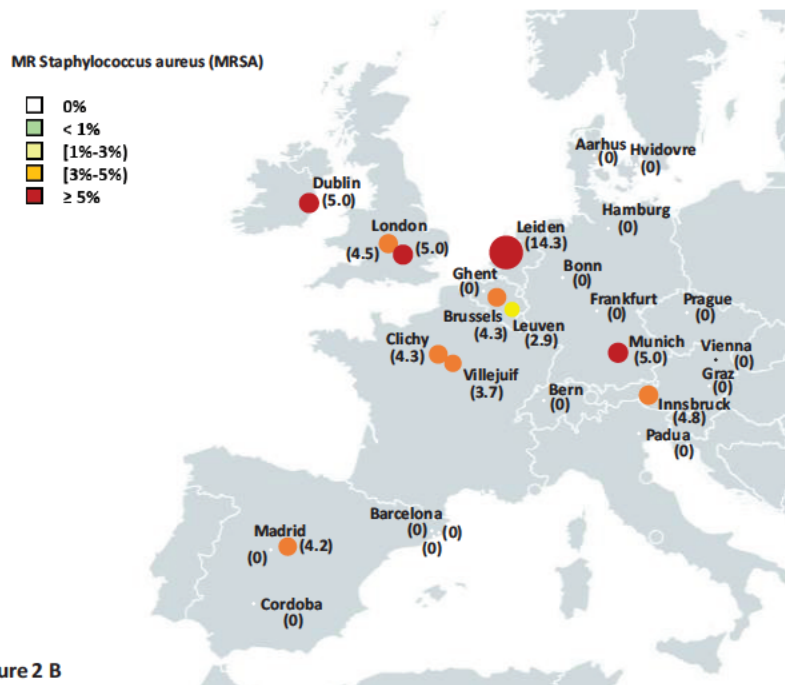 MR Staphylococcus aureus (MRSA)
0%
< 1%
[1%-3%)
[3%-5%)
≥ 5%
Aarhus
(0)
Hvidovre
(0)
Dublin
(5.0)
London
(4.5)
(5.0)
Leiden
(14.3)
Hamburg
(0)
Ghent
(0)
Bonn
(0)
Brussels
(4.3)
Leuven
(2.9)
Frankfurt
(0)
Prague
(0)
Clichy
(4.3)
Villejuif
(3.7)
Munich
(5.0)
Vienna
(0)
Graz
(0)
Bern
(0)
Innsbruck
(4.8)
Padua
(0)
Barcelona
(0)
(0)
(0)
Madrid
(0)
(4.2)
Cordoba
(0)
ure 2 B